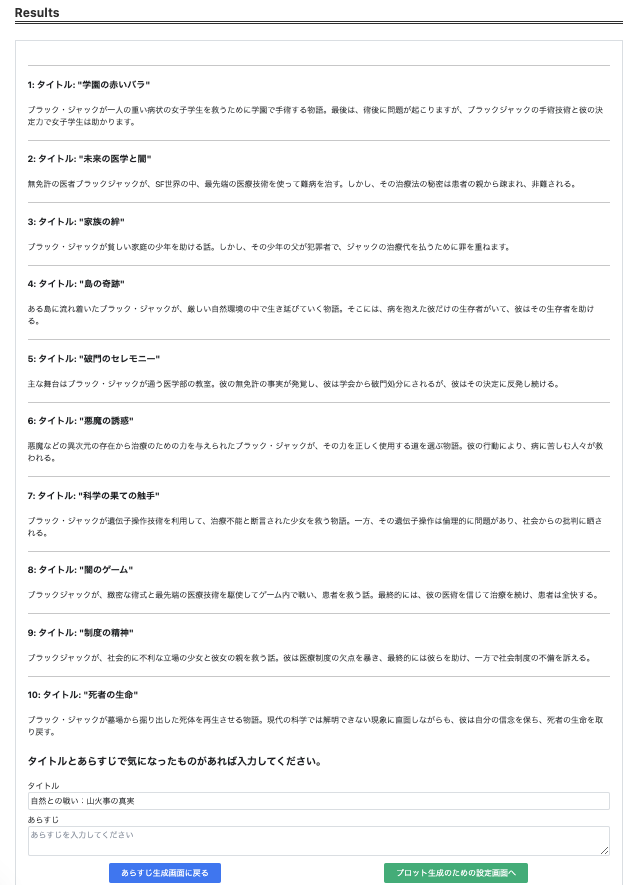 Results
1: タイトル: "学園の赤いバラ"
ブラック・ジャックが一人の重い病状の女子学生を救うために学園で手術する物語。最後は、術後に問題が起こりますが、ブラックジャックの手術技術と彼の決
定力で女子学生は助かります。
2: タイトル: "未来の医学と闇"
無免許の医者ブラックジャックが、SF世界の中、最先端の医療技術を使って難病を治す。しかし、その治療法の秘密は患者の親から疎まれ、非難される。
3: タイトル: "家族の絆"
ブラック・ジャックが貧しい家庭の少年を助ける話。しかし、その少年の父が犯罪者で、ジャックの治療代を払うために罪を重ねます。
4: タイトル: "島の奇跡"
ある島に流れ着いたブラック・ジャックが、厳しい自然環境の中で生き延びていく物語。そこには、病を抱えた彼だけの生存者がいて、彼はその生存者を助け
る。
5: タイトル: "破門のセレモニー"
主な舞台はブラック・ジャックが通う医学部の教室。彼の無免許の事実が発覚し、彼は学会から破門処分にされるが、彼はその決定に反発し続ける。
6: タイトル: "悪魔の誘惑"
悪魔などの異次元の存在から治療のための力を与えられたブラック・ジャックが、その力を正しく使用する道を選ぶ物語。彼の行動により、病に苦しむ人々が救
われる。
7: タイトル: "科学の果ての触手"
ブラック・ジャックが遺伝子操作技術を利用して、治療不能と断言された少女を救う物語。一方、その遺伝子操作は倫理的に問題があり、社会からの批判に晒さ
れる。
8: タイトル: "闇のゲーム"
ブラックジャックが、緻密な術式と最先端の医療技術を駆使してゲーム内で戦い、患者を救う話。最終的には、彼の医術を信じて治療を続け、患者は全快する。
9: タイトル: "制度の精神"
ブラックジャックが、社会的に不利な立場の少女と彼女の親を救う話。彼は医療制度の欠点を暴き、最終的には彼らを助け、一方で社会制度の不備を訴える。
10: タイトル: "死者の生命"
ブラック・ジャックが墓場から掘り出した死体を再生させる物語。現代の科学では解明できない現象に直面しながらも、彼は自分の信念を保ち、死者の生命を取
り戻す。
タイトルとあらすじで気になったものがあれば入力してください。
タイトル
自然との戦い：山火事の真実
あらすじ
あらすじを入力してください
あらすじ生成画面に戻る
プロット生成のための設定画面へ